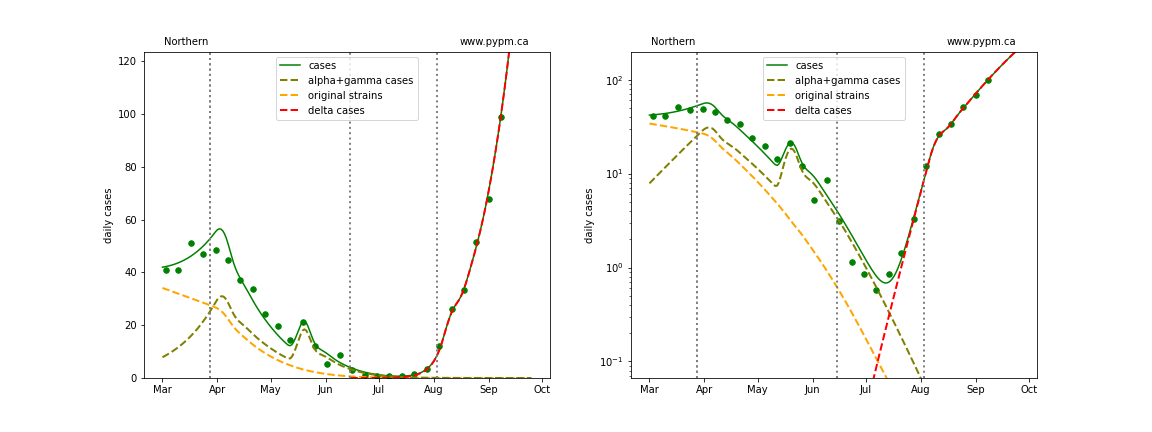 Northern www.pypm.ca
cases
alpha+gamma cases
original strains
delta cases
daily cases
120
100
80
60
40
20
0
Mar Apr May Jun Jul Aug Sep Oct
Northern www.pypm.ca
cases
alpha+gamma cases
original strains
delta cases
daily cases
10²
10¹
10⁰
10⁻¹
Mar Apr May Jun Jul Aug Sep Oct